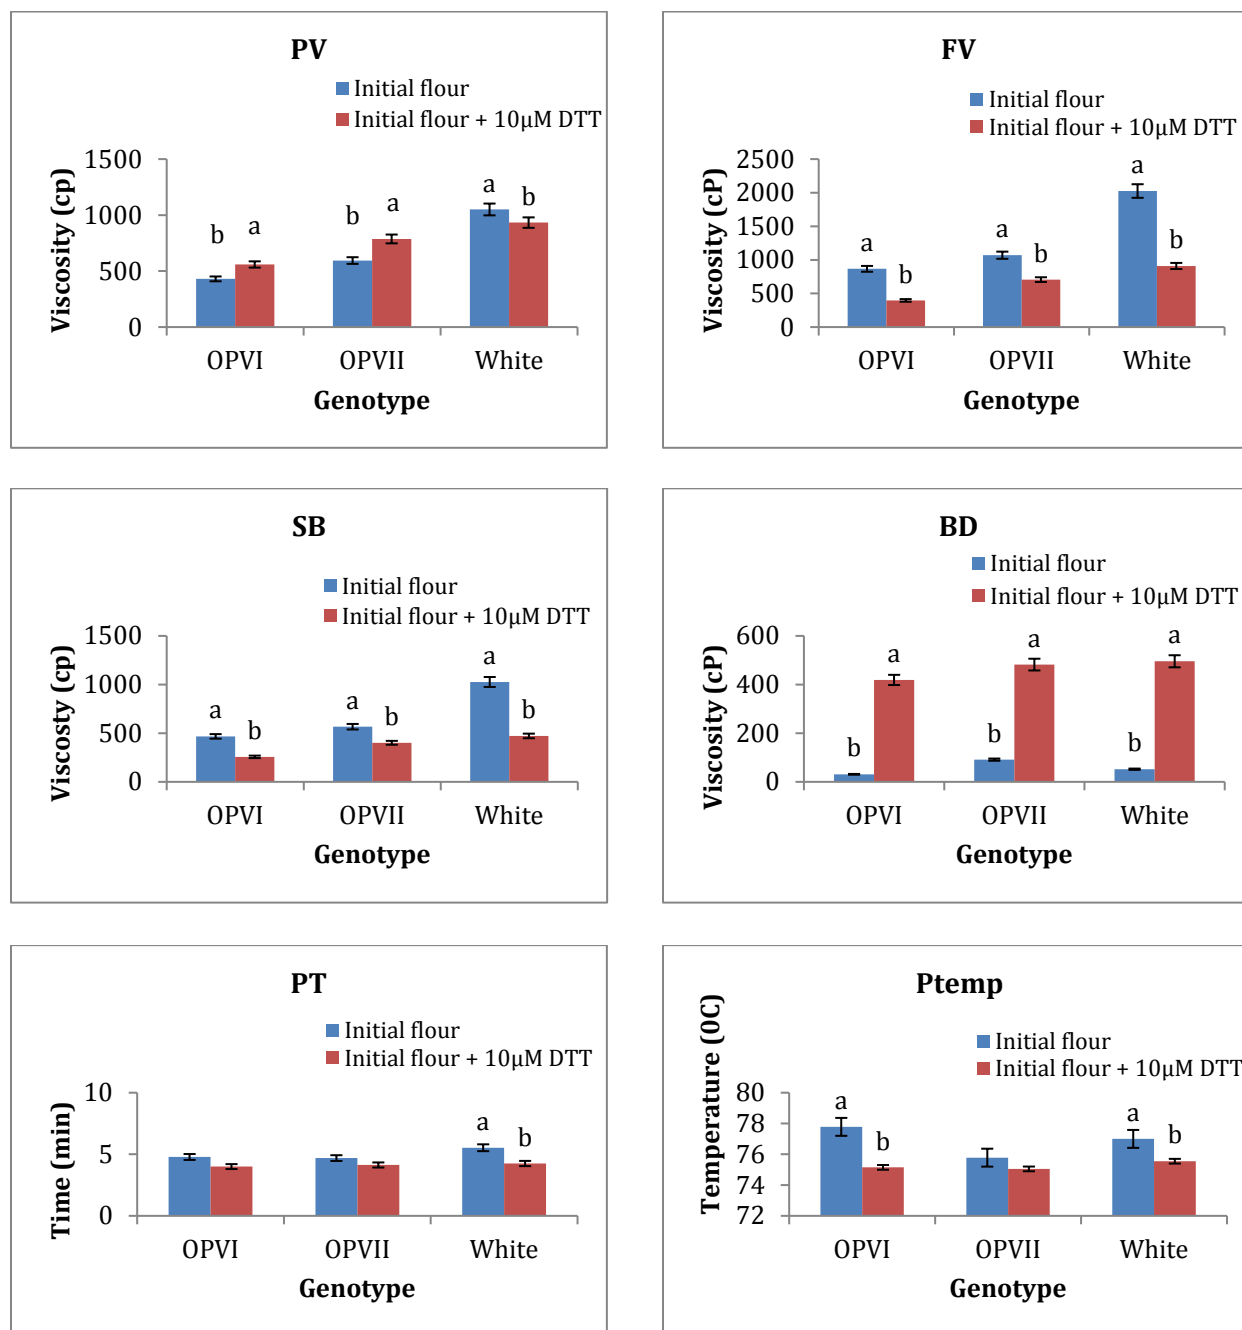 PV
Initial flour
Initial flour + 10µM DTT
Viscosity (cp)
1500
1000
500
0
b a b a a b
OPVI OPVII White
Genotype
FV
Initial flour
Initial flour + 10µM DTT
Viscosity (cP)
2500
2000
1500
1000
500
0
a b a b a b
OPVI OPVII White
Genotype
SB
Initial flour
Initial flour + 10µM DTT
Viscosty (cp)
1500
1000
500
0
a b a b a b
OPVI OPVII White
Genotype
BD
Initial flour
Initial flour + 10µM DTT
Viscosity (cP)
600
400
200
0
b a b a b a
OPVI OPVII White
Genotype
PT
Initial flour
Initial flour + 10µM DTT
Time (min)
10
5
0
a b
OPVI OPVII White
Genotype
Ptemp
Initial flour
Initial flour + 10µM DTT
Temperature (0C)
80
78
76
74
72
a b a b
OPVI OPVII White
Genotype